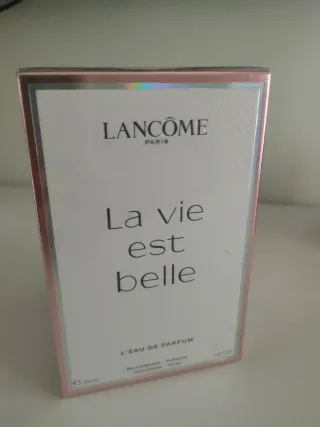 LANCÔME
PARIS
La vie
est
belle
L'EAU DE PARFUM